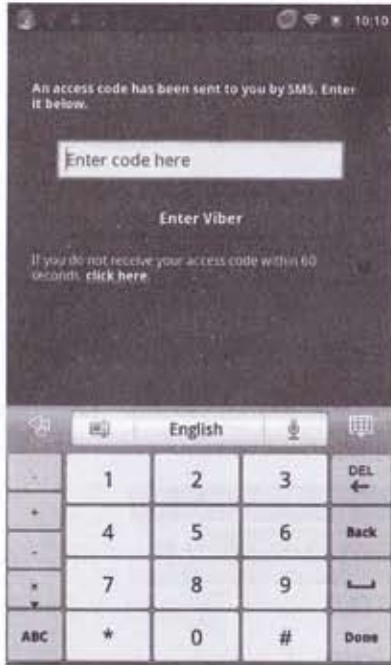 10:10
An access code has been sent to you by SMS. Enter
it below.
Enter code here
Enter Viber
If you do not receive your access code within 60
seconds, click here.
English
. 1 2 3 DEL
+
- 4 5 6 Back
* 7 8 9
ABC * 0 # Done